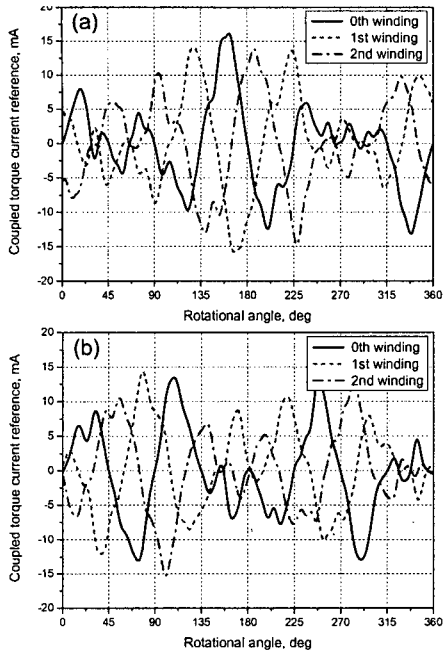 (a)
0th winding
1st winding
2nd winding
Coupled torque current reference, mA
20
15
10
5
0
-5
-10
-15
-20
0 45 90 135 180 225 270 315 360
Rotational angle, deg
(b)
0th winding
1st winding
2nd winding
Coupled torque current reference, mA
20
15
10
5
0
-5
-10
-15
-20
0 45 90 135 180 225 270 315 360
Rotational angle, deg